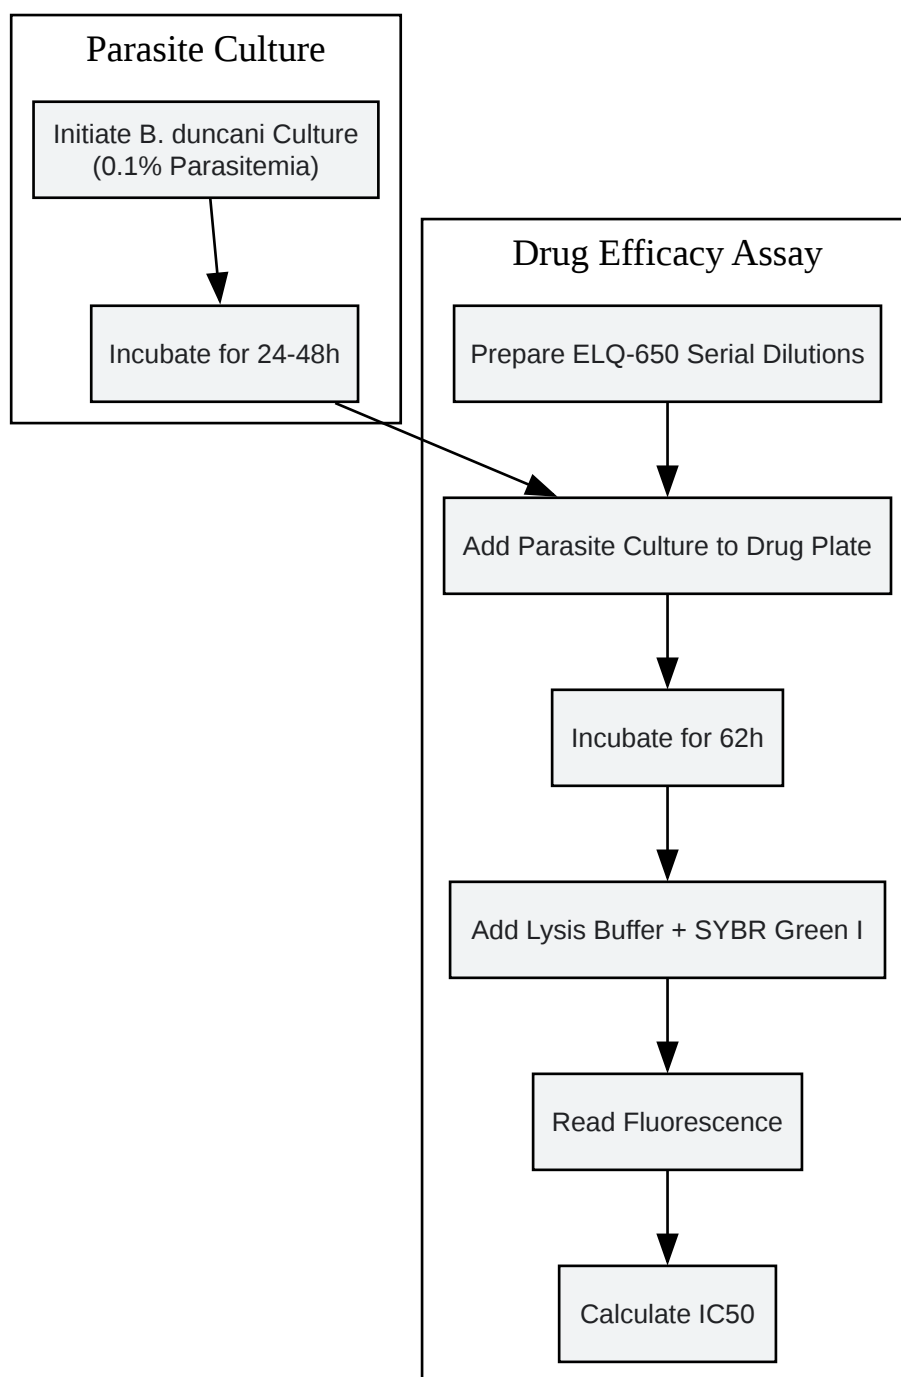 Parasite Culture
Initiate B. duncani Culture
(0.1% Parasitemia)
Incubate for 24-48h
Drug Efficacy Assay
Prepare ELQ-650 Serial Dilutions
Add Parasite Culture to Drug Plate
Incubate for 62h
Add Lysis Buffer + SYBR Green I
Read Fluorescence
Calculate IC50